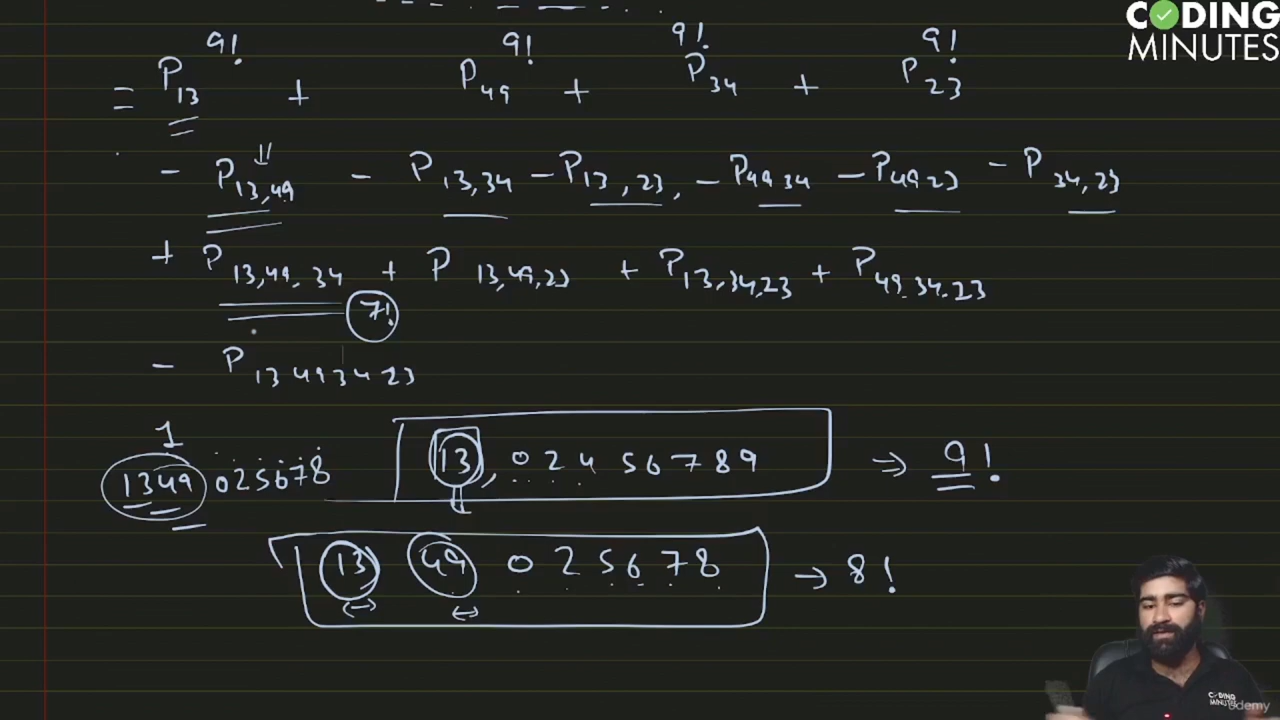 CODING
MINUTES
9! 9! 9! 9!
= P13 + P49 + P34 + P23
- P13,49 - P13,34 - P13,23, - P49 34 - P49 23 - P34,23
+ P13,49,34 + P13,49,23 + P13,34,23 + P49,34,23
7!
- P13 49 34 23
1
1349 025678
13, 0 2 4 5 6 7 8 9 ⇒ 9!
13 49 0 2 5 6 7 8 → 8!
CODING
MINUTES
udemy